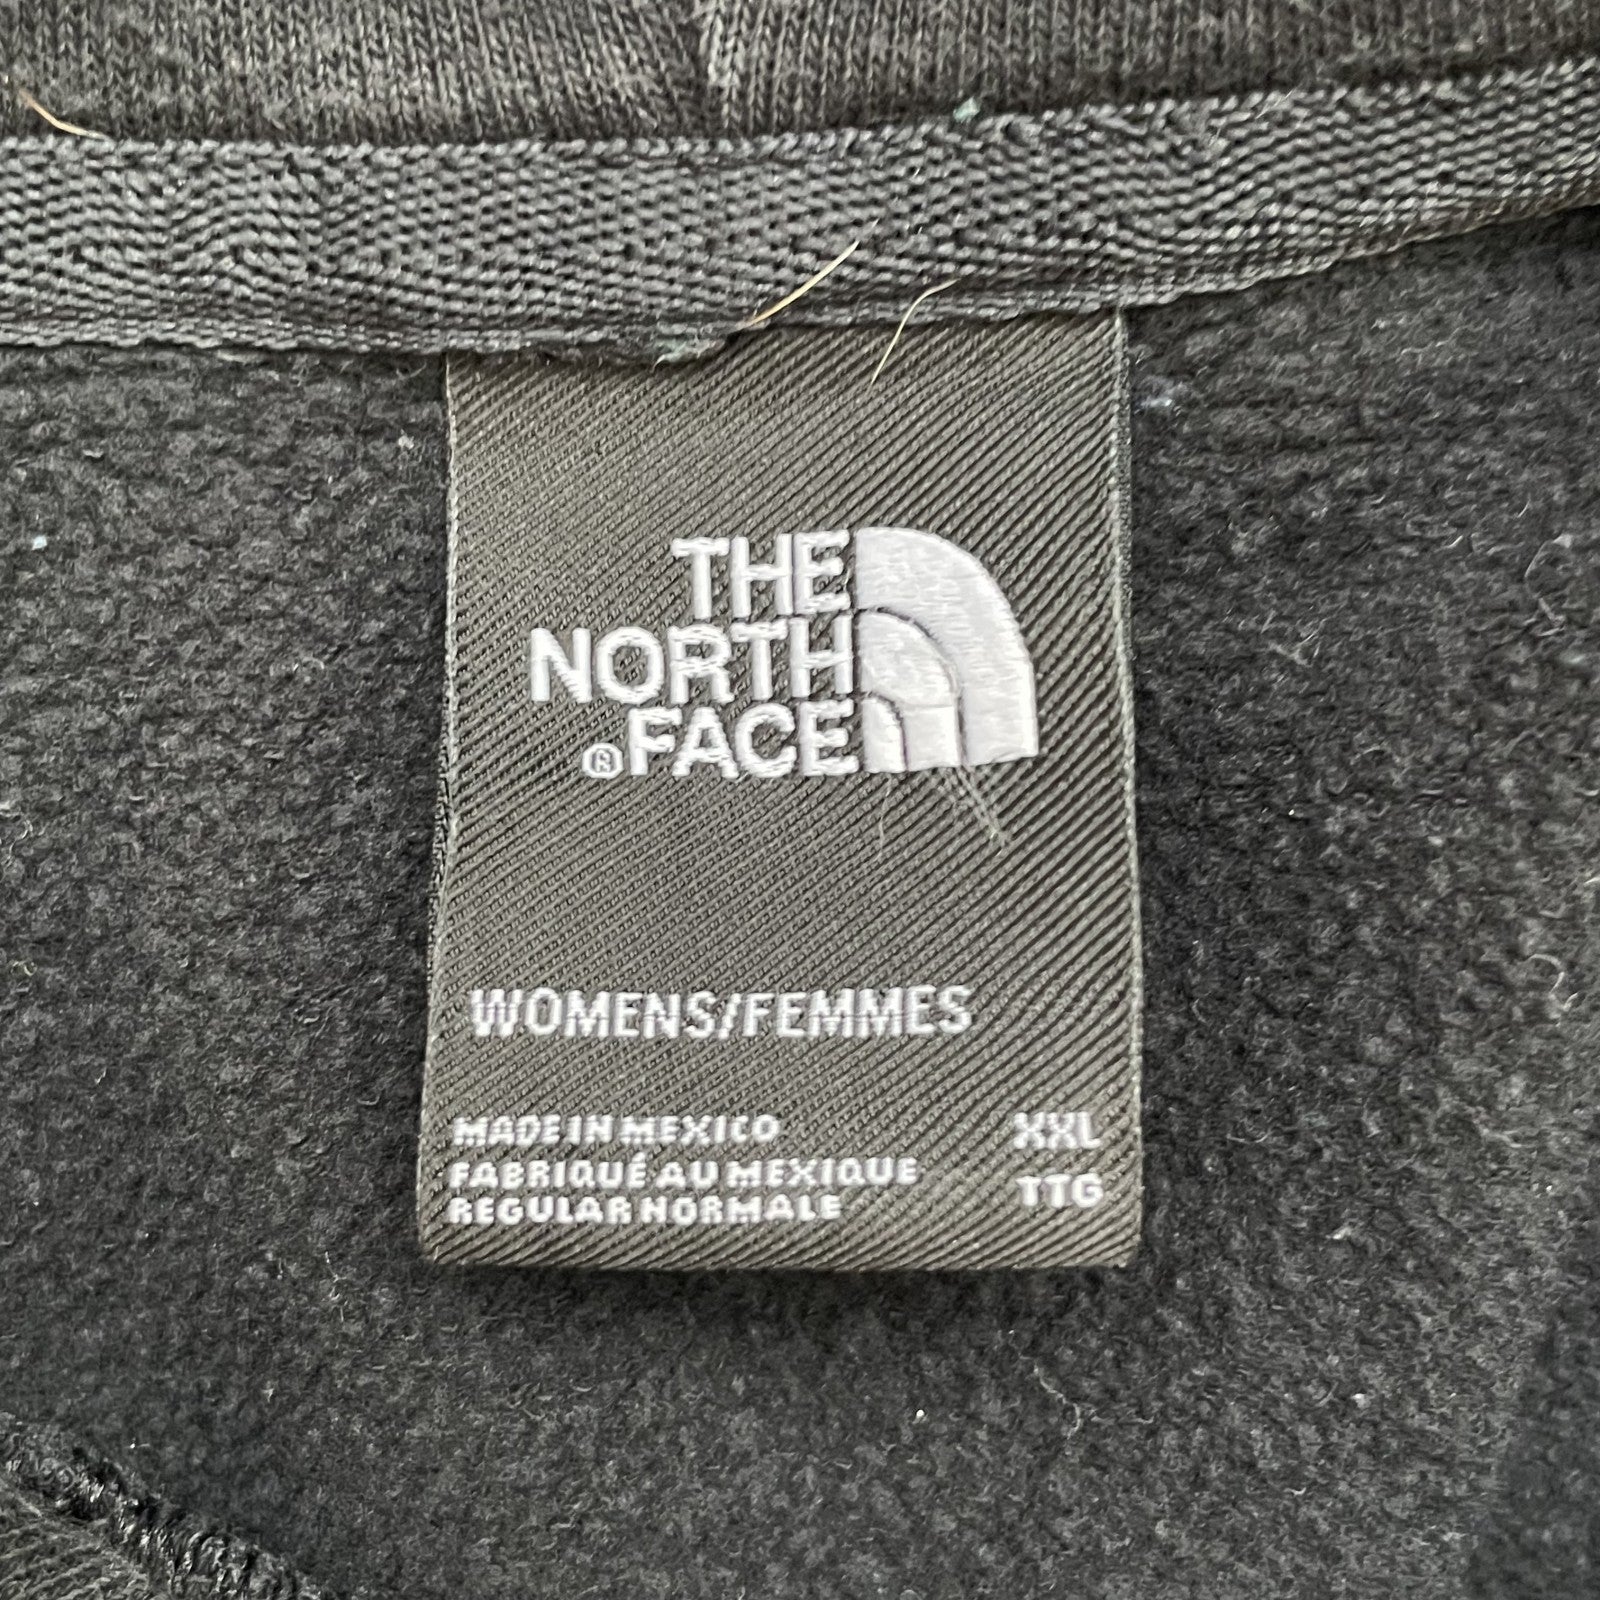 THE
NORTH
® FACE
WOMENS/FEMMES
MADE IN MEXICO XXL
FABRIQUÉ AU MEXIQUE TTG
REGULAR NORMALE